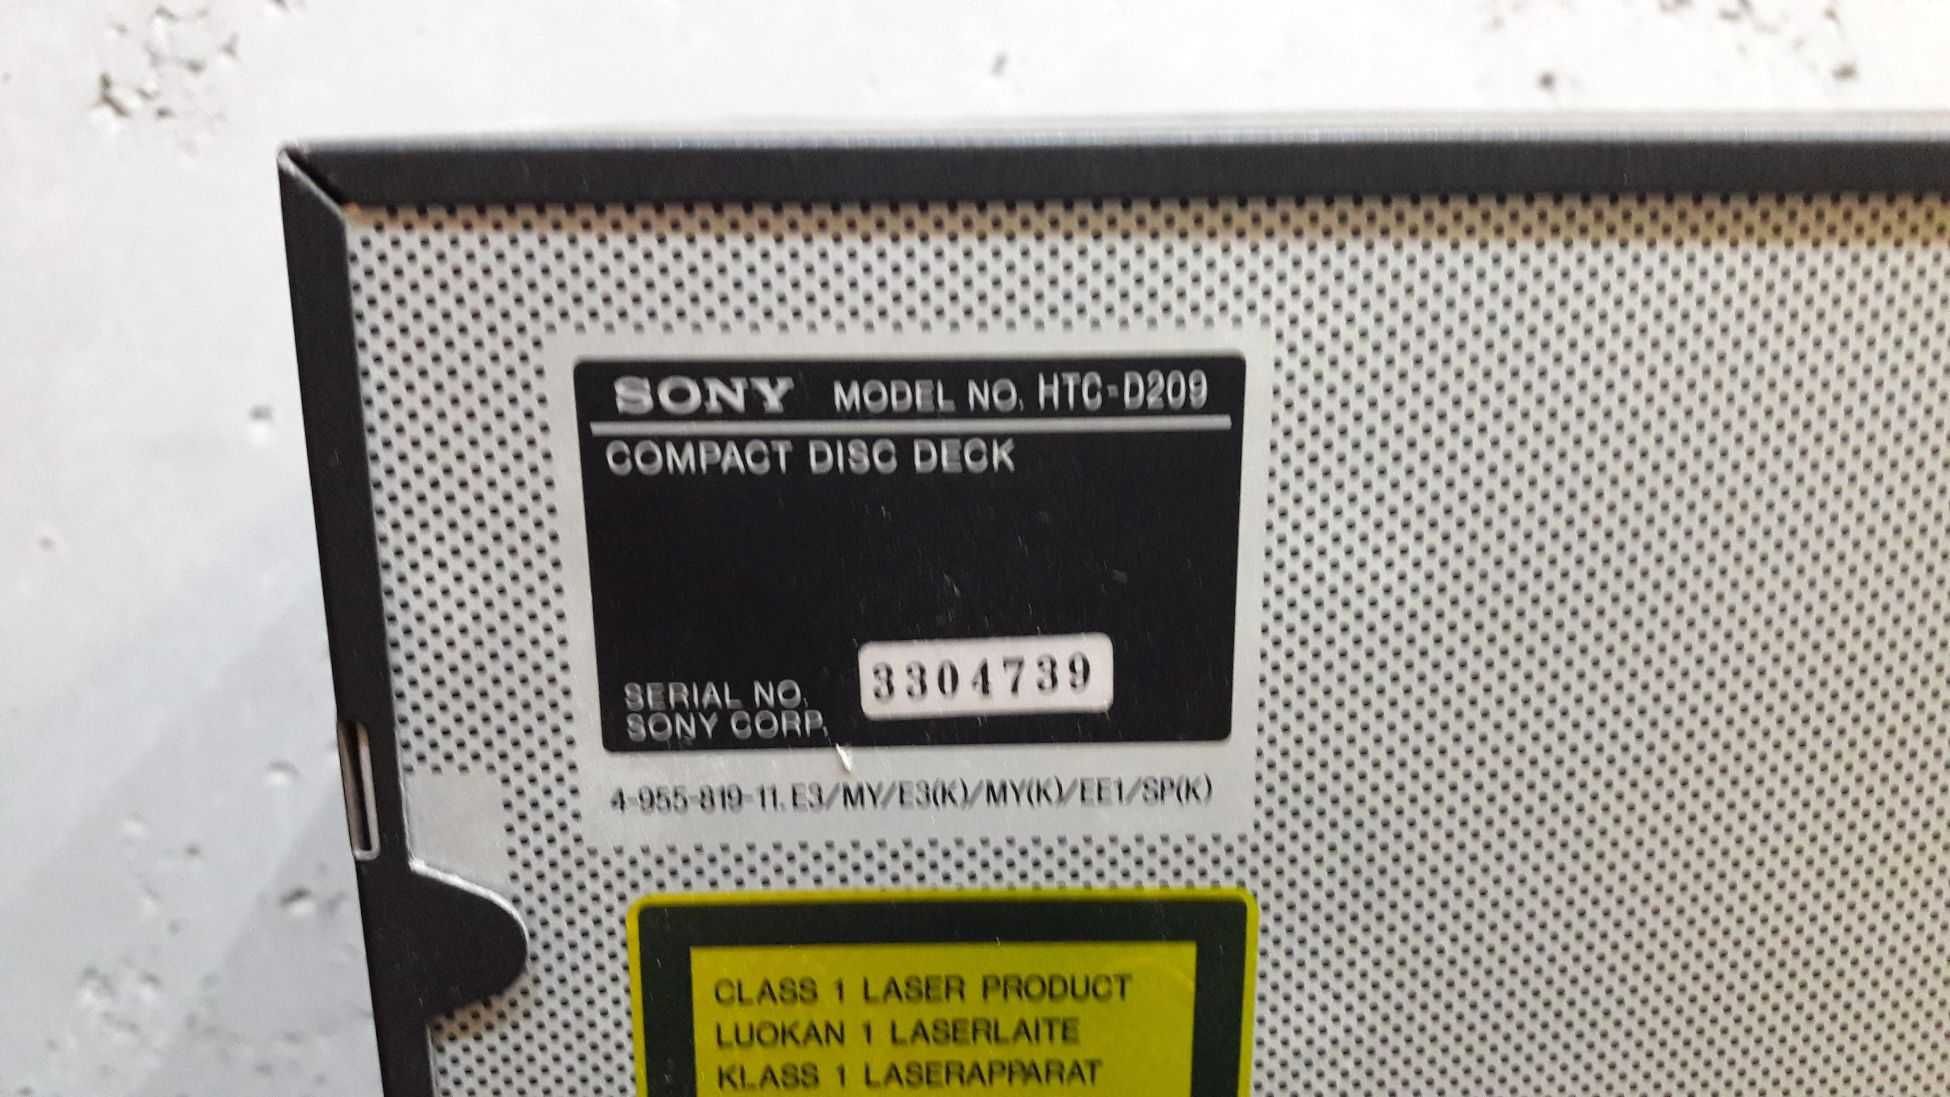 SONY MODEL NO. HTC-D209
COMPACT DISC DECK
SERIAL NO. 3304739
SONY CORP.
4-955-819-11. E3/MY/E3(K)/MY(K)/EE1/SP(K)
CLASS 1 LASER PRODUCT
LUOKAN 1 LASERLAITE
KLASS 1 LASERAPPARAT